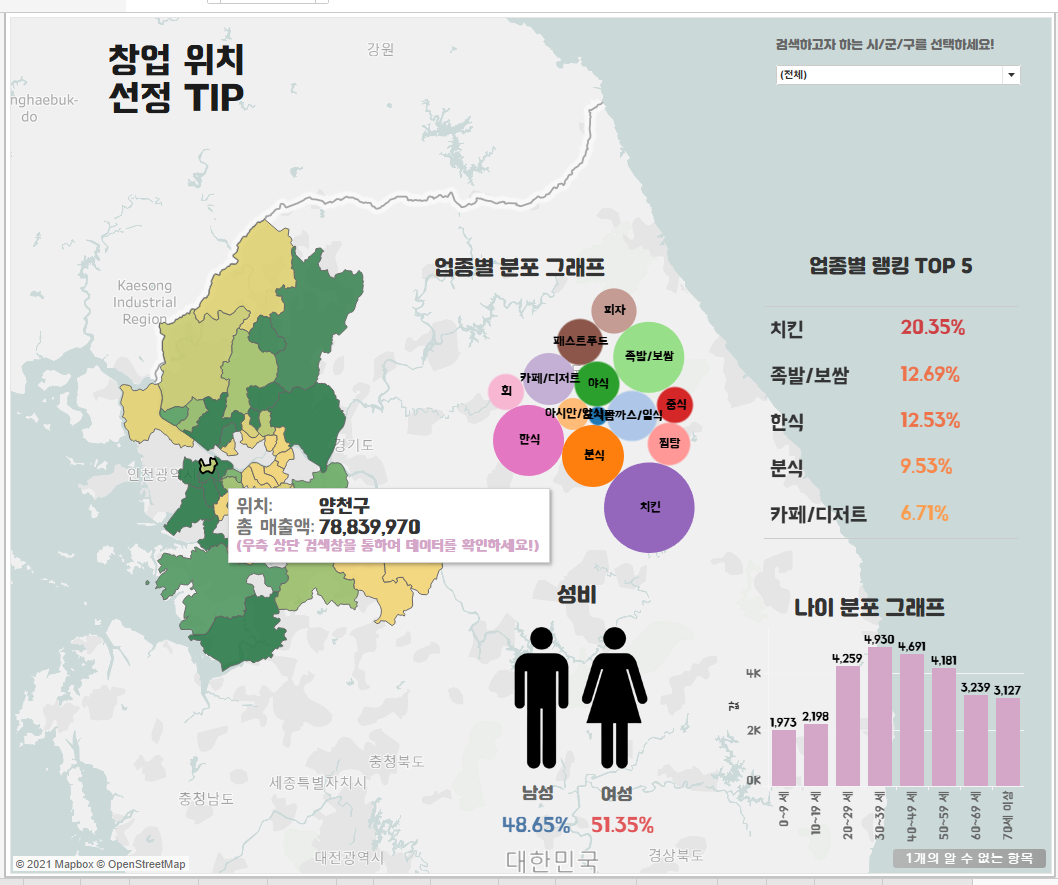 창업 위치
선정 TIP
강원
검색하고자 하는 시/군/구를 선택하세요!
(전체)
nghaebuk-
do
Kaesong
Industrial
Region
경기도
인천광역시
위치: 양천구
총 매출액: 78,839,970
(우측 상단 검색창을 통하여 데이터를 확인하세요!)
업종별 분포 그래프
피자
패스트푸드
족발/보쌈
카페/디저트
야식
회
중식
한식
분식
찜탕
치킨
업종별 랭킹 TOP 5
치킨 20.35%
족발/보쌈 12.69%
한식 12.53%
분식 9.53%
카페/디저트 6.71%
성비
남성 여성
48.65% 51.35%
나이 분포 그래프
4K
2K
0K
1,973
2,198
4,259
4,930
4,691
4,181
3,239
3,127
0~9 세
10~19 세
20~29 세
30~39 세
40~49 세
50~59 세
60~69 세
70세 이상
1개의 알 수 없는 항목
충청북도
세종특별자치시
충청남도
대전광역시
대한민국
경상북도
© 2021 Mapbox © OpenStreetMap